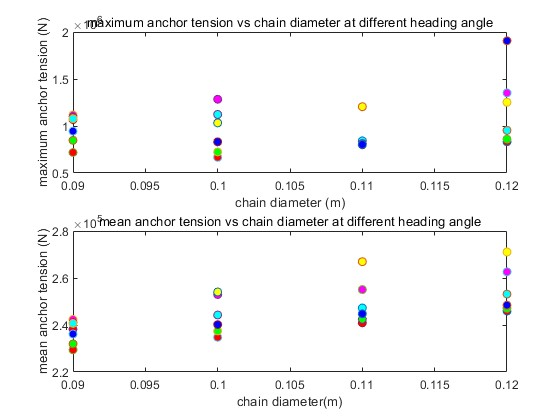 ×10⁶ maximum anchor tension vs chain diameter at different heading angle
maximum anchor tension (N)
2
1.5
1
0.5
0.09 0.095 0.1 0.105 0.11 0.115 0.12
chain diameter (m)
×10⁵ mean anchor tension vs chain diameter at different heading angle
mean anchor tension (N)
2.8
2.6
2.4
2.2
0.09 0.095 0.1 0.105 0.11 0.115 0.12
chain diameter(m)